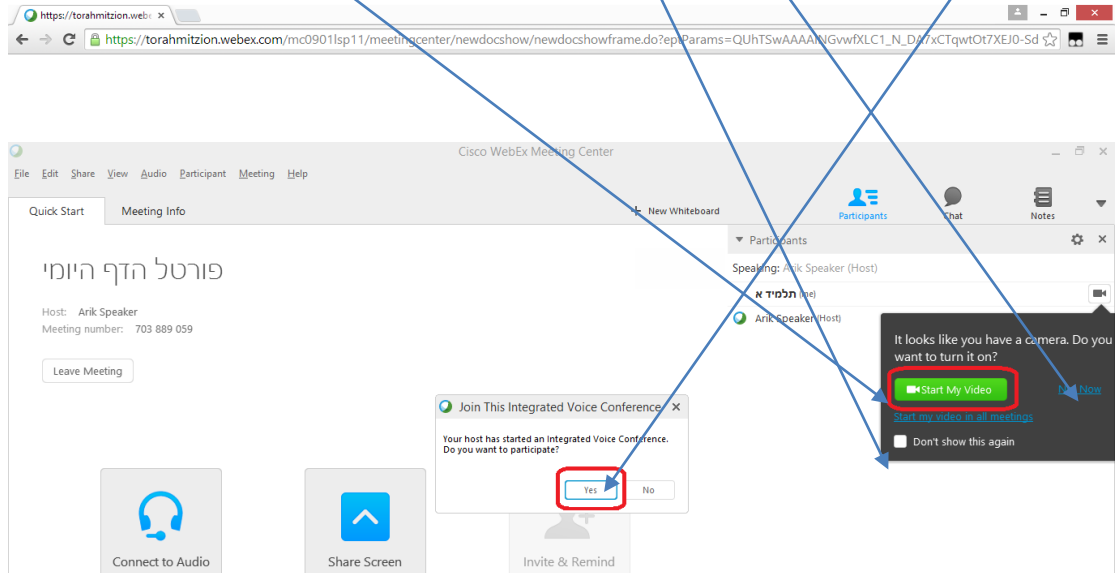 https://torahmitzion.webe
https://torahmitzion.webex.com/mc0901lsp11/meetingcenter/newdocshow/newdocshowframe.do?
Cisco WebEx Meeting Center
File Edit Share View Audio Participant Meeting Help
Quick Start Meeting Info
New Whiteboard
Participants Chat Notes
Participants
Speaking: Arik Speaker (Host)
תלמיד א (me)
Arik Speaker (Host)
פורטל הדף היומי
Host: Arik Speaker
Meeting number: 703 889 059
Leave Meeting
It looks like you have a camera. Do you
want to turn it on?
Start My Video
Not Now
Start my video in all meetings
Don't show this again
Join This Integrated Voice Conference
Your host has started an Integrated Voice Conference.
Do you want to participate?
Yes No
Connect to Audio
Share Screen
Invite & Remind